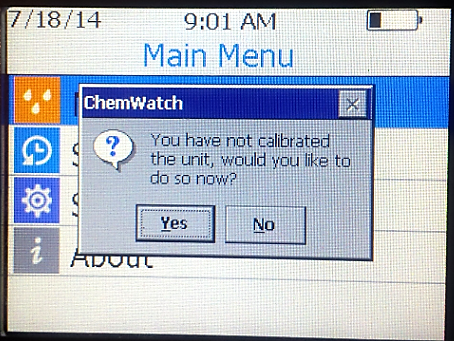 7/18/14 9:01 AM
Main Menu
ChemWatch
You have not calibrated
the unit, would you like to
do so now?
Yes No
About